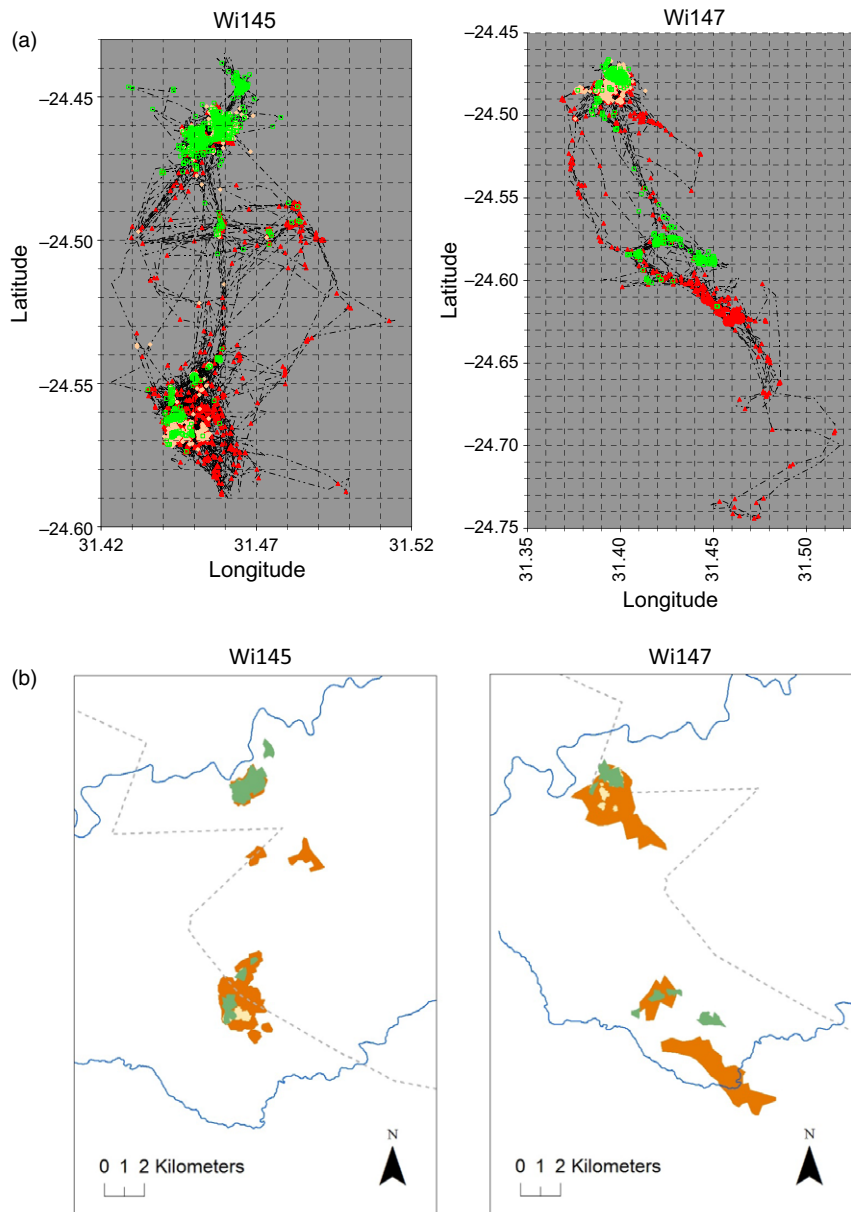 (a)
Wi145
−24.45
−24.50
−24.55
−24.60
Latitude
31.42
31.47
31.52
Longitude
Wi147
−24.45
−24.50
−24.55
−24.60
−24.65
−24.70
−24.75
Latitude
31.35
31.40
31.45
31.50
Longitude
(b)
Wi145
0 1 2 Kilometers
N
Wi147
0 1 2 Kilometers
N